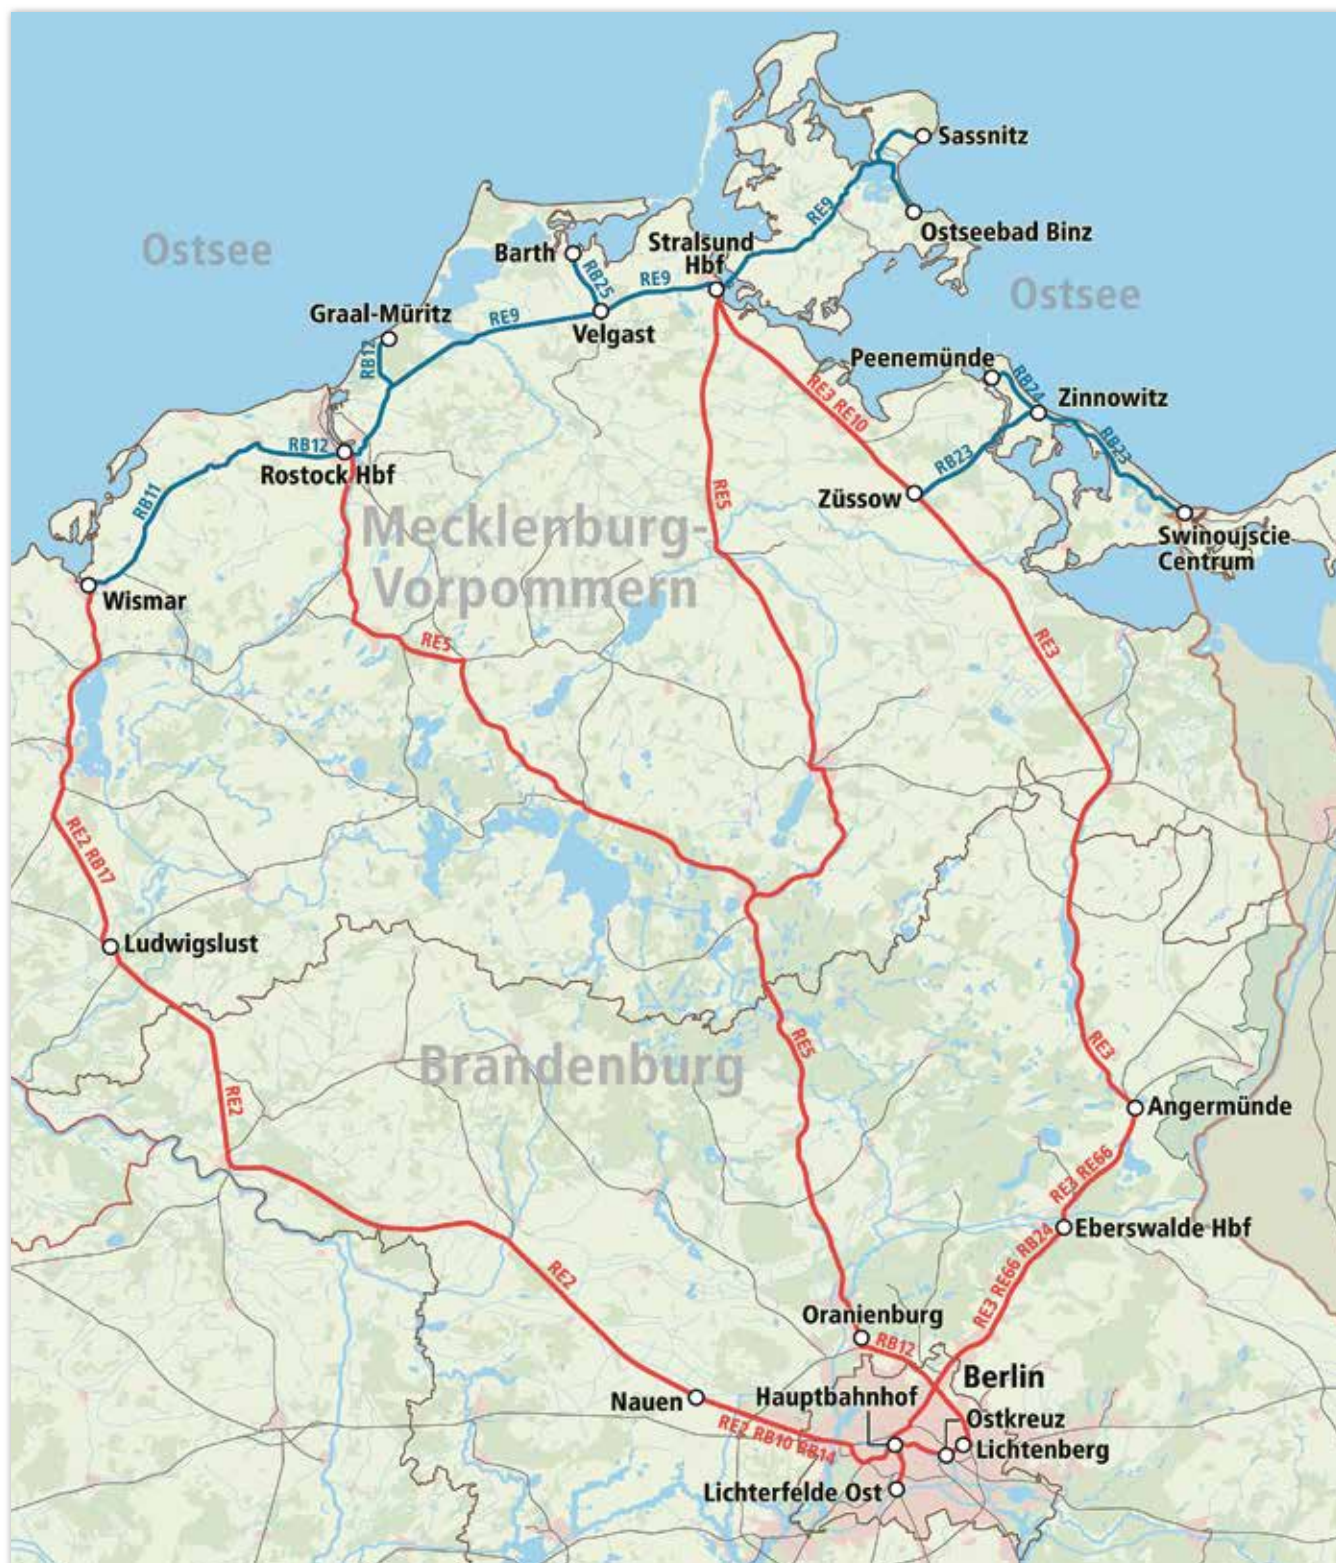 Sassnitz
RE9
Ostseebad Binz
Ostsee
Barth
Stralsund
Hbf
RB25
RE9
Ostsee
Graal-Müritz
RE9
Velgast
RB12
Peenemünde
RB24
Zinnowitz
RE3 RE10
RB12
Rostock Hbf
RB23
RB23
RB11
RE5
Züssow
Mecklenburg-
Vorpommern
Swinoujscie
Centrum
Wismar
RE5
RE3
RE2 RB17
Ludwigslust
RE5
RE3
Brandenburg
RE2
Angermünde
RE3 RE66
Eberswalde Hbf
RE2
RE3 RE66 RB24
Oranienburg
RB12
Berlin
Hauptbahnhof
Nauen
Ostkreuz
RE2 RB10 RB14
Lichtenberg
Lichterfelde Ost